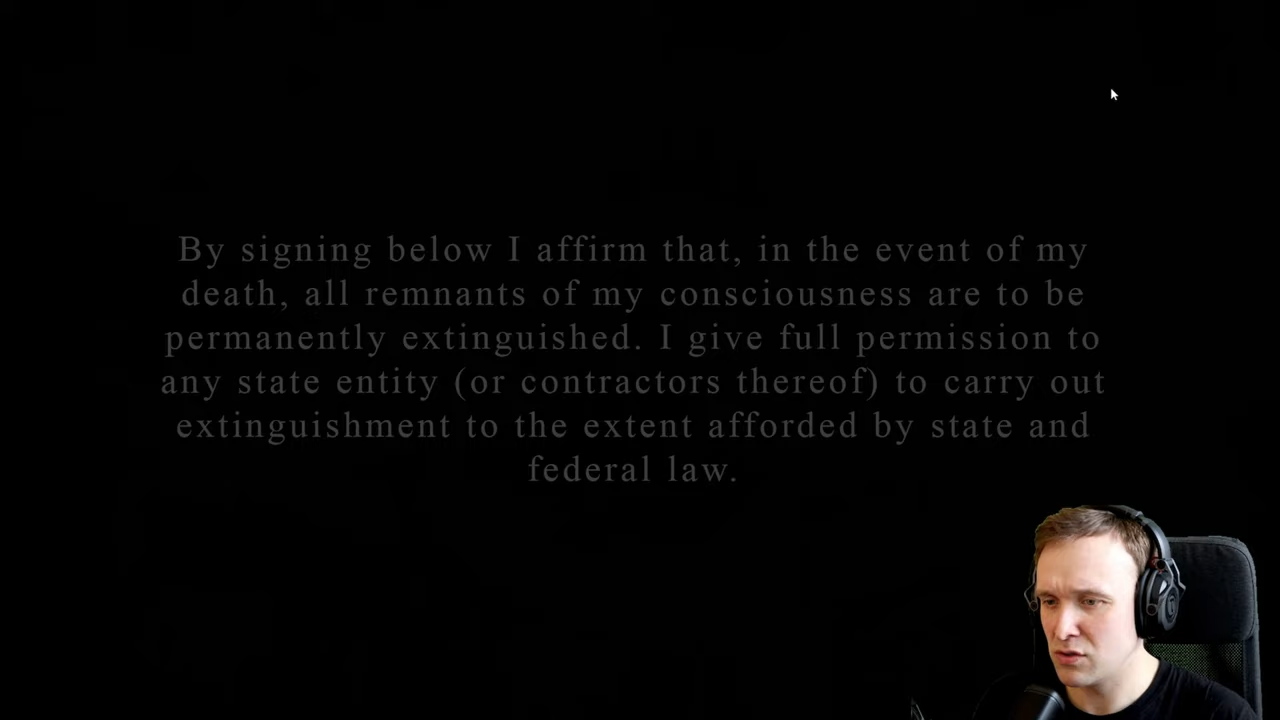 By signing below I affirm that, in the event of my
death, all remnants of my consciousness are to be
permanently extinguished. I give full permission to
any state entity (or contractors thereof) to carry out
extinguishment to the extent afforded by state and
federal law.